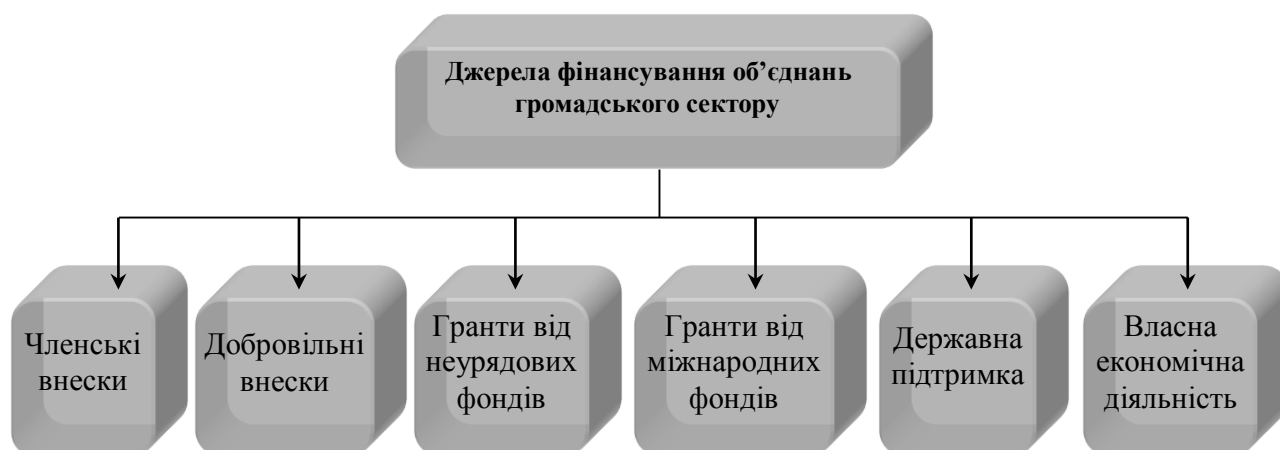 Джерела фінансування об’єднань
громадського сектору
Членські
внески
Добровільні
внески
Гранти від
неурядових
фондів
Гранти від
міжнародних
фондів
Державна
підтримка
Власна
економічна
діяльність